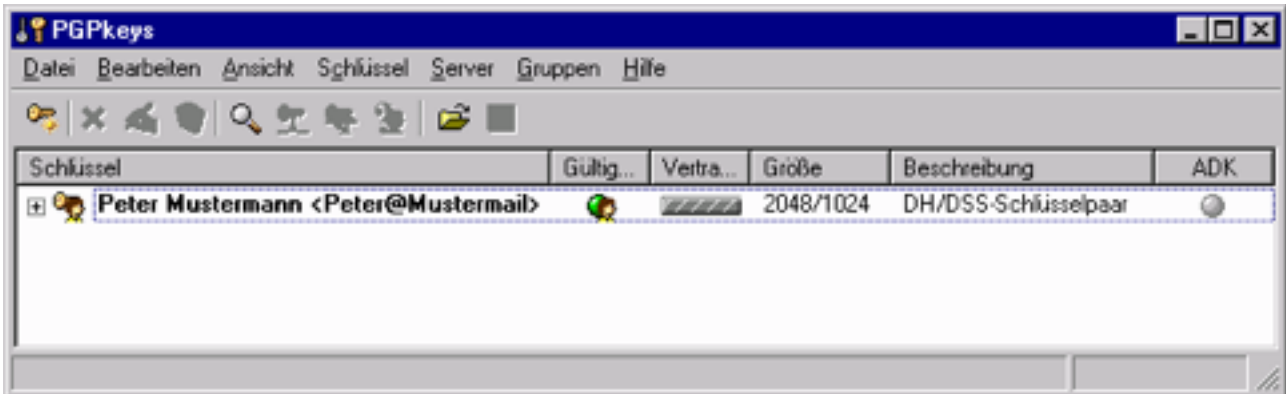 PGPkeys
Datei Bearbeiten Ansicht Schlüssel Server Gruppen Hilfe
Schlüssel Gültig... Vertra... Größe Beschreibung ADK
Peter Mustermann <Peter@Mustermail> 2048/1024 DH/DSS-Schlüsselpaar